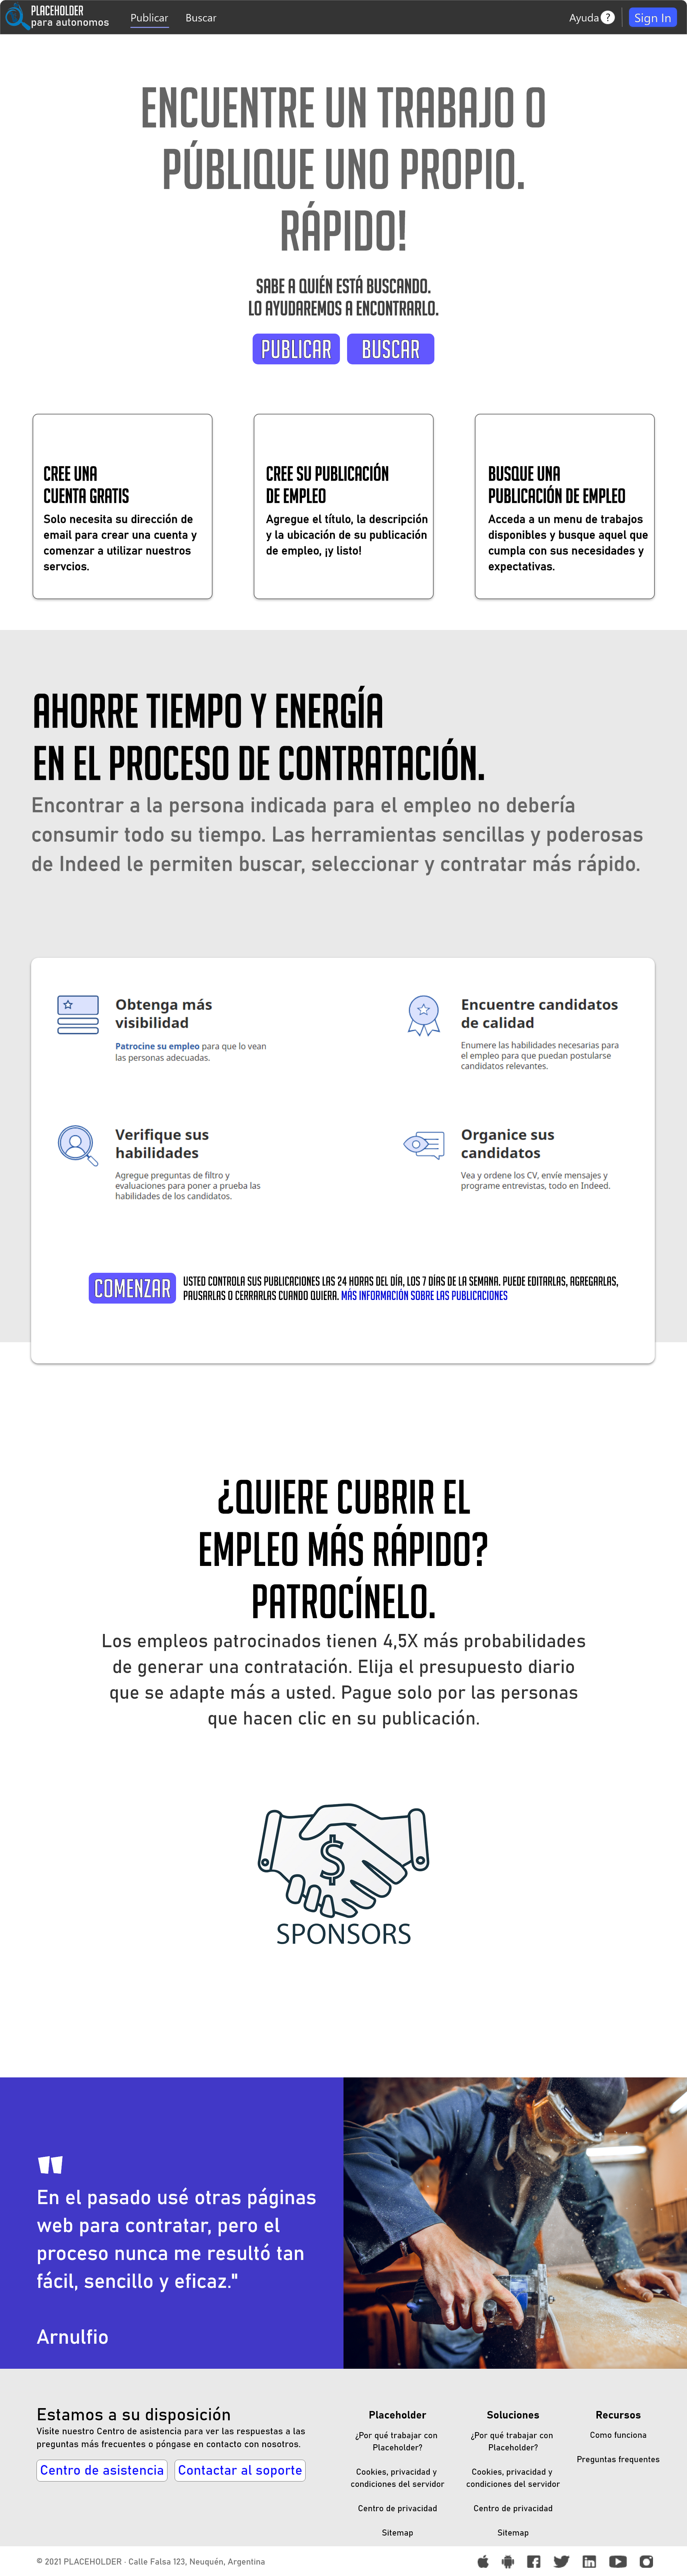 PLACEHOLDER
para autonomos
Publicar
Buscar
Ayuda ?
Sign In
ENCUENTRE UN TRABAJO O
PÚBLIQUE UNO PROPIO.
RÁPIDO!
SABE A QUIÉN ESTÁ BUSCANDO.
LO AYUDAREMOS A ENCONTRARLO.
PUBLICAR
BUSCAR
CREE UNA
CUENTA GRATIS
Solo necesita su dirección de
email para crear una cuenta y
comenzar a utilizar nuestros
servcios.
CREE SU PUBLICACIÓN
DE EMPLEO
Agregue el título, la descripción
y la ubicación de su publicación
de empleo, ¡y listo!
BUSQUE UNA
PUBLICACIÓN DE EMPLEO
Acceda a un menu de trabajos
disponibles y busque aquel que
cumpla con sus necesidades y
expectativas.
AHORRE TIEMPO Y ENERGÍA
EN EL PROCESO DE CONTRATACIÓN.
Encontrar a la persona indicada para el empleo no debería
consumir todo su tiempo. Las herramientas sencillas y poderosas
de Indeed le permiten buscar, seleccionar y contratar más rápido.
Obtenga más
visibilidad
Patrocine su empleo para que lo vean
las personas adecuadas.
Encuentre candidatos
de calidad
Enumere las habilidades necesarias para
el empleo para que puedan postularse
candidatos relevantes.
Verifique sus
habilidades
Agregue preguntas de filtro y
evaluaciones para poner a prueba las
habilidades de los candidatos.
Organice sus
candidatos
Vea y ordene los CV, envíe mensajes y
programe entrevistas, todo en Indeed.
COMENZAR
USTED CONTROLA SUS PUBLICACIONES LAS 24 HORAS DEL DÍA, LOS 7 DÍAS DE LA SEMANA. PUEDE EDITARLAS, AGREGARLAS,
PAUSARLAS O CERRARLAS CUANDO QUIERA. MÁS INFORMACIÓN SOBRE LAS PUBLICACIONES
¿QUIERE CUBRIR EL
EMPLEO MÁS RÁPIDO?
PATROCÍNELO.
Los empleos patrocinados tienen 4,5X más probabilidades
de generar una contratación. Elija el presupuesto diario
que se adapte más a usted. Pague solo por las personas
que hacen clic en su publicación.
$
SPONSORS
"
En el pasado usé otras páginas
web para contratar, pero el
proceso nunca me resultó tan
fácil, sencillo y eficaz."
Arnulfio
Estamos a su disposición
Visite nuestro Centro de asistencia para ver las respuestas a las
preguntas más frecuentes o póngase en contacto con nosotros.
Centro de asistencia
Contactar al soporte
Placeholder
¿Por qué trabajar con
Placeholder?
Cookies, privacidad y
condiciones del servidor
Centro de privacidad
Sitemap
Soluciones
¿Por qué trabajar con
Placeholder?
Cookies, privacidad y
condiciones del servidor
Centro de privacidad
Sitemap
Recursos
Como funciona
Preguntas frequentes
© 2021 PLACEHOLDER · Calle Falsa 123, Neuquén, Argentina